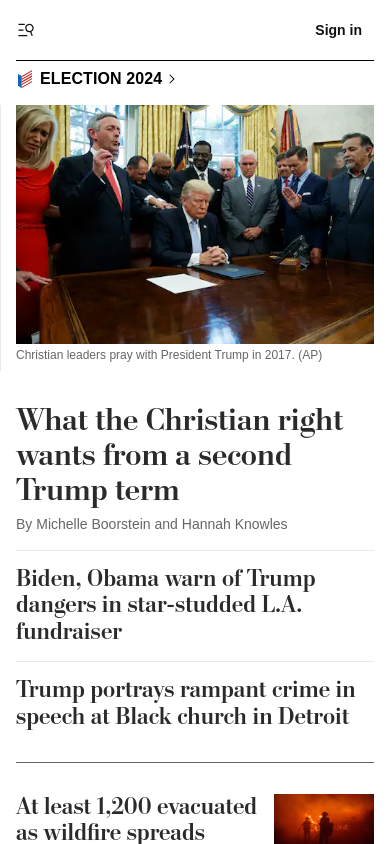 Sign in
ELECTION 2024
Christian leaders pray with President Trump in 2017. (AP)
What the Christian right
wants from a second
Trump term
By Michelle Boorstein and Hannah Knowles
Biden, Obama warn of Trump
dangers in star-studded L.A.
fundraiser
Trump portrays rampant crime in
speech at Black church in Detroit
At least 1,200 evacuated
as wildfire spreads